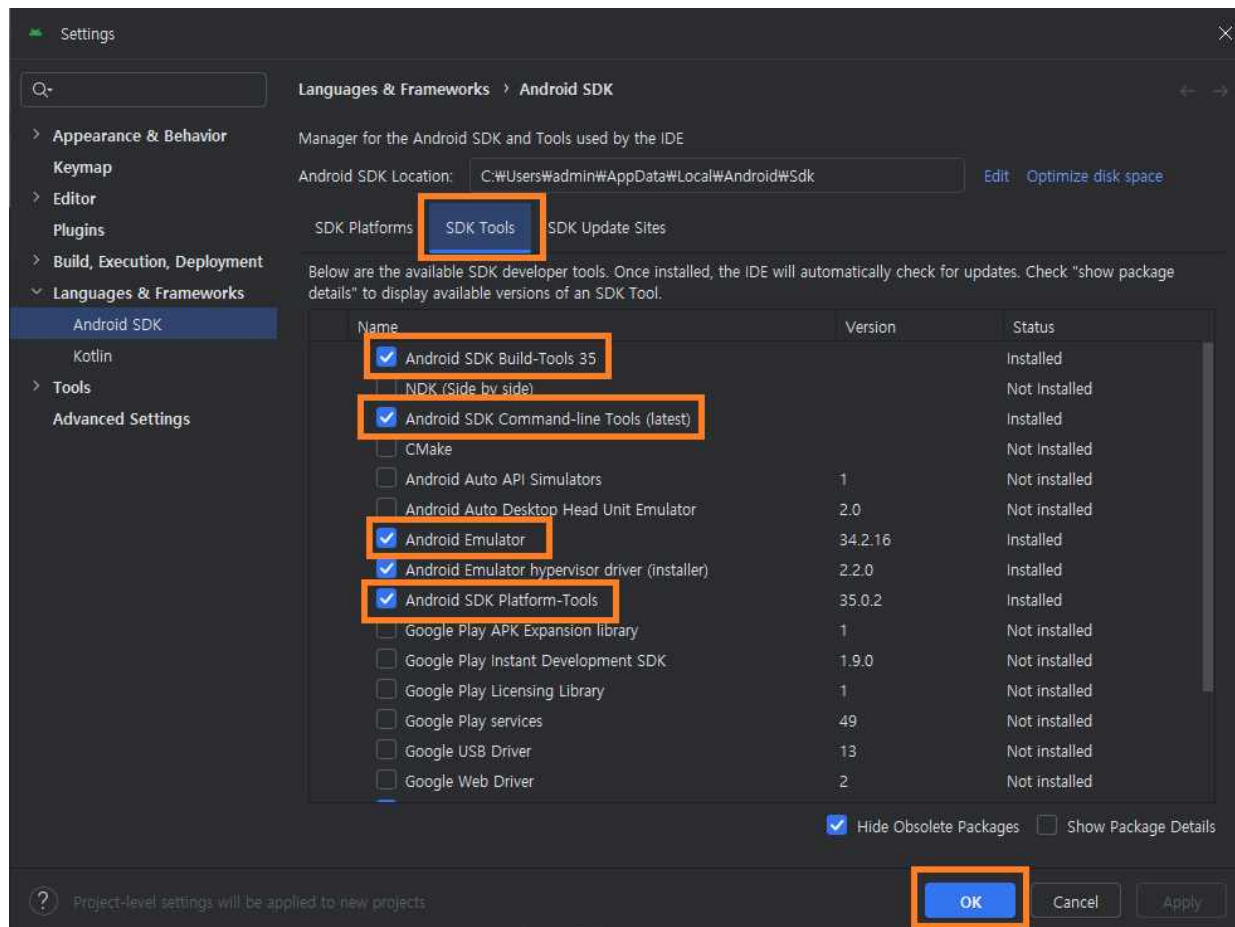 Settings
Languages & Frameworks > Android SDK
Appearance & Behavior
Manager for the Android SDK and Tools used by the IDE
Keymap
Android SDK Location: C:₩Users₩admin₩AppData₩Local₩Android₩Sdk Edit Optimize disk space
Editor
Plugins
SDK Platforms SDK Tools SDK Update Sites
Build, Execution, Deployment
Below are the available SDK developer tools. Once installed, the IDE will automatically check for updates. Check "show package
details" to display available versions of an SDK Tool.
Languages & Frameworks
Android SDK
Kotlin
Tools
Advanced Settings
Name Version Status
Android SDK Build-Tools 35 Installed
NDK (Side by side) Not Installed
Android SDK Command-line Tools (latest) Installed
CMake Not Installed
Android Auto API Simulators 1 Not installed
Android Auto Desktop Head Unit Emulator 2.0 Not installed
Android Emulator 34.2.16 Installed
Android Emulator hypervisor driver (installer) 2.2.0 Installed
Android SDK Platform-Tools 35.0.2 Installed
Google Play APK Expansion library 1 Not installed
Google Play Instant Development SDK 1.9.0 Not installed
Google Play Licensing Library 1 Not installed
Google Play services 49 Not installed
Google USB Driver 13 Not installed
Google Web Driver 2 Not installed
Hide Obsolete Packages Show Package Details
? Project-level settings will be applied to new projects
OK Cancel Apply